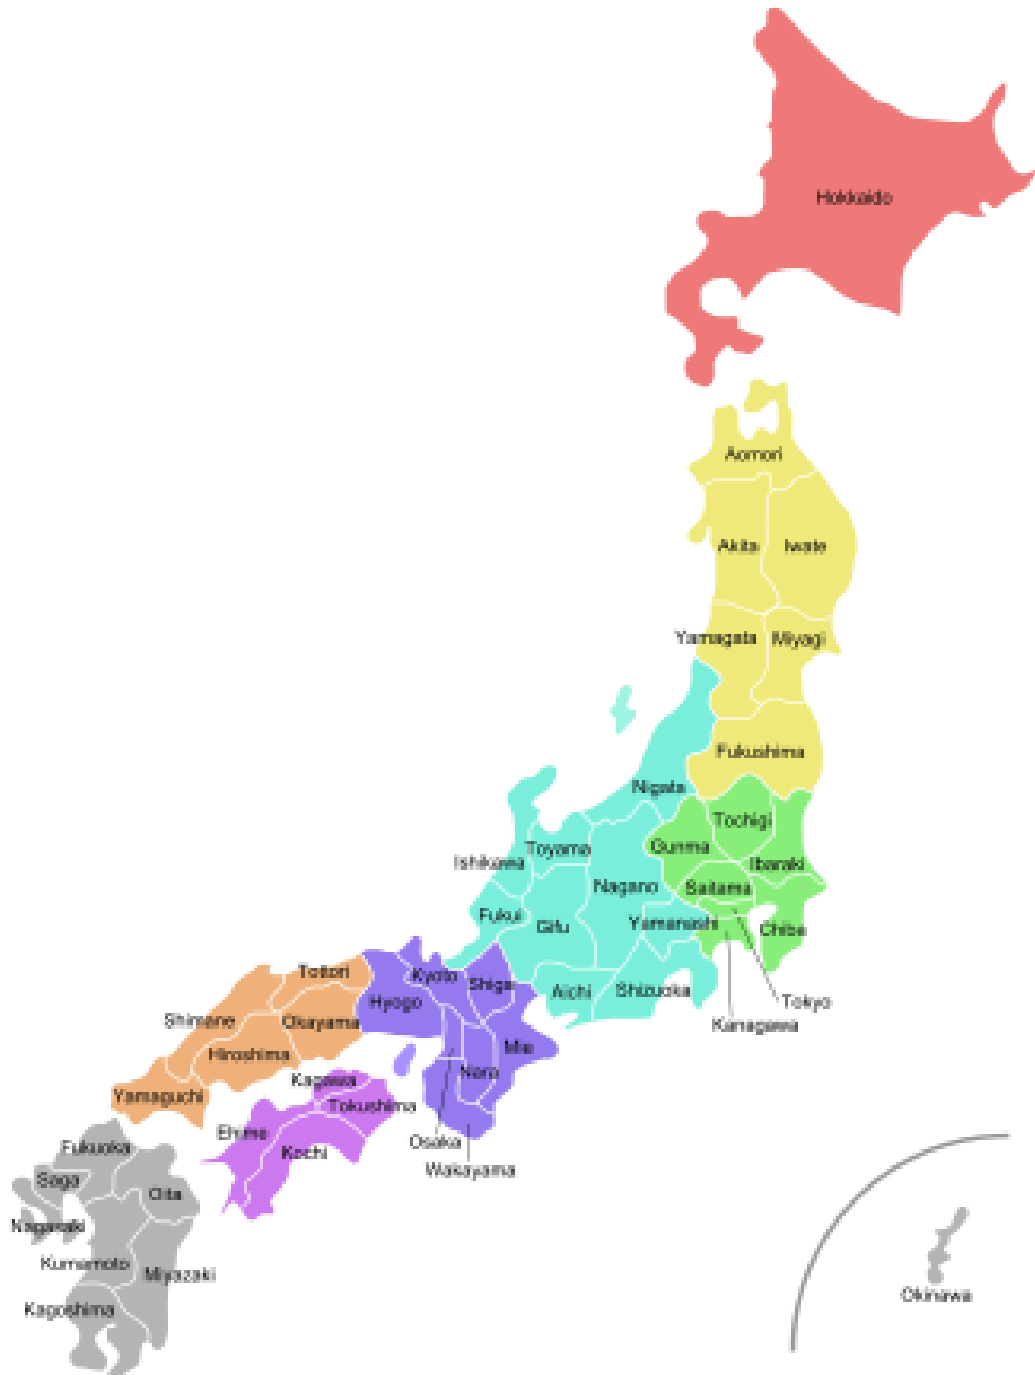 Hokkaido
Aomori
Akita
Iwate
Yamagata
Miyagi
Fukushima
Nigata
Tochigi
Gunma
Toyama
Ishikawa
Ibaraki
Nagano
Saitama
Fukui
Gifu
Yamanashi
Chiba
Tottori
Kyoto
Shiga
Hyogo
Aichi
Shizuoka
Tokyo
Kanagawa
Shimane
Okayama
Hiroshima
Mie
Nara
Kagawa
Yamaguchi
Tokushima
Ehime
Osaka
Kochi
Wakayama
Fukuoka
Saga
Oita
Nagasaki
Kumamoto
Miyazaki
Kagoshima
Okinawa